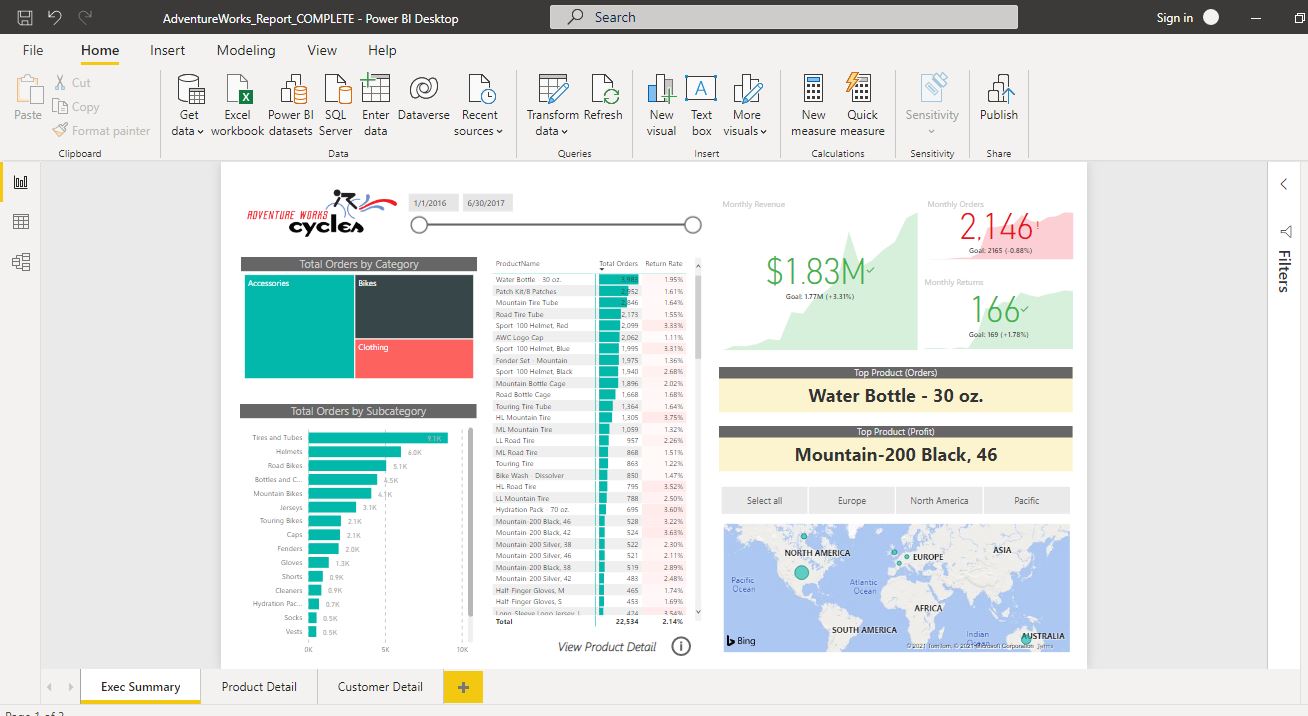 AdventureWorks_Report_COMPLETE - Power BI Desktop
Search
Sign in
File Home Insert Modeling View Help
Paste
Cut
Copy
Format painter
Clipboard
Get data
Excel workbook
Power BI datasets
SQL Server
Enter data
Dataverse
Recent sources
Data
Transform data
Refresh
Queries
New visual
Text box
More visuals
Insert
New measure
Quick measure
Calculations
Sensitivity
Sensitivity
Publish
Share
Filters
ADVENTURE WORKS
cycles
1/1/2016 6/30/2017
Total Orders by Category
Accessories
Bikes
Clothing
Total Orders by Subcategory
Tires and Tubes 9.1K
Helmets 6.0K
Road Bikes 5.1K
Bottles and C... 4.5K
Mountain Bikes 4.1K
Jerseys 3.1K
Touring Bikes 2.1K
Caps 2.1K
Fenders 2.0K
Gloves 1.3K
Shorts 0.9K
Cleaners 0.9K
Hydration Pac... 0.7K
Socks 0.5K
Vests 0.5K
0K 5K 10K
ProductName Total Orders Return Rate
Water Bottle - 30 oz. 3,983 1.95%
Patch Kit/8 Patches 2,952 1.61%
Mountain Tire Tube 2,846 1.64%
Road Tire Tube 2,173 1.55%
Sport-100 Helmet, Red 2,099 3.33%
AWC Logo Cap 2,062 1.11%
Sport-100 Helmet, Blue 1,995 3.31%
Fender Set - Mountain 1,975 1.36%
Sport-100 Helmet, Black 1,940 2.68%
Mountain Bottle Cage 1,896 2.02%
Road Bottle Cage 1,668 1.68%
Touring Tire Tube 1,364 1.64%
HL Mountain Tire 1,305 3.75%
ML Mountain Tire 1,059 1.32%
LL Road Tire 957 2.26%
ML Road Tire 868 1.51%
Touring Tire 863 1.22%
Bike Wash - Dissolver 850 1.47%
HL Road Tire 795 3.52%
LL Mountain Tire 788 2.50%
Hydration Pack - 70 oz. 695 3.60%
Mountain-200 Black, 46 528 3.22%
Mountain-200 Black, 42 524 3.63%
Mountain-200 Silver, 38 522 2.30%
Mountain-200 Silver, 46 521 2.11%
Mountain-200 Black, 38 519 2.89%
Mountain-200 Silver, 42 483 2.48%
Half-Finger Gloves, M 465 1.74%
Half-Finger Gloves, S 453 1.69%
Long-Sleeve Logo Jersey, L 424 3.54%
Total 22,534 2.14%
View Product Detail
Monthly Revenue
$1.83M
Goal: 1.77M (+3.31%)
Monthly Orders
2,146!
Goal: 2165 (-0.88%)
Monthly Returns
166
Goal: 169 (+1.78%)
Top Product (Orders)
Water Bottle - 30 oz.
Top Product (Profit)
Mountain-200 Black, 46
Select all Europe North America Pacific
NORTH AMERICA
EUROPE
ASIA
Pacific Ocean
Atlantic Ocean
AFRICA
SOUTH AMERICA
Indian Ocean
AUSTRALIA
Bing
© 2021 TomTom, © 2021 Microsoft Corporation Terms
Exec Summary Product Detail Customer Detail